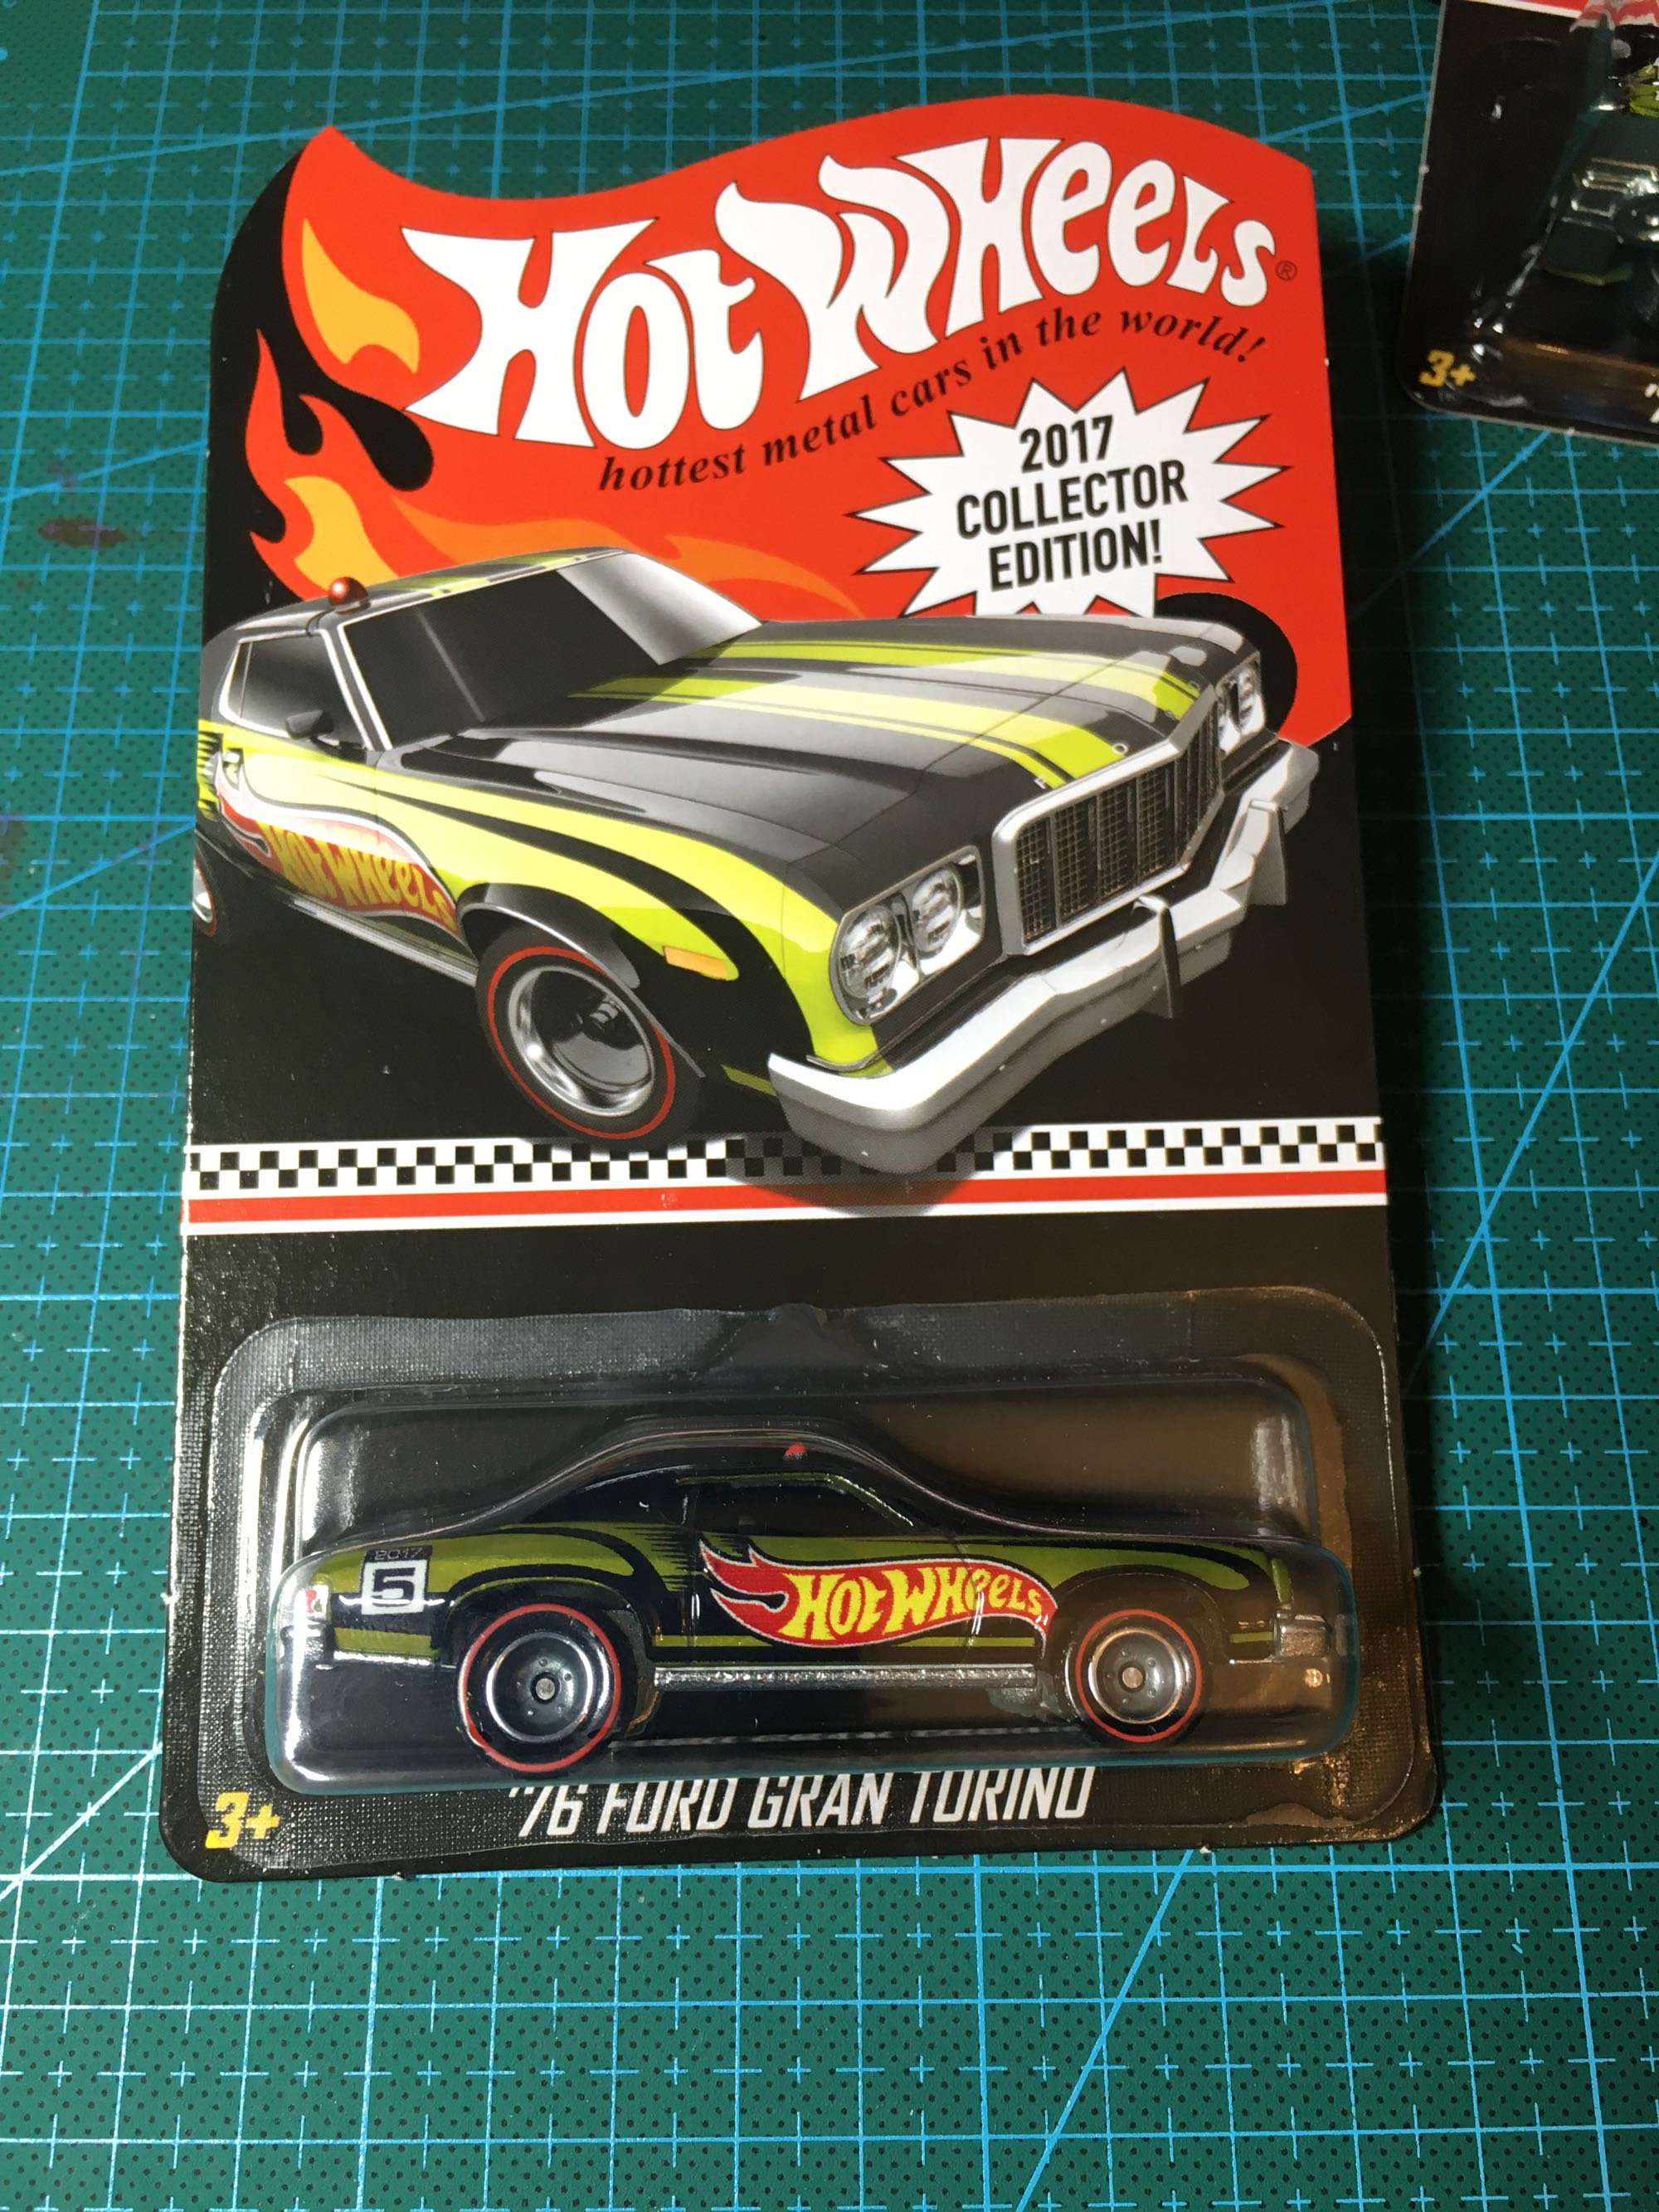 Hot Wheels®
hottest metal cars in the world!
2017
COLLECTOR
EDITION!
Hot Wheels
2017
5
Hot Wheels
'76 FORD GRAN TORINO
3+
3+